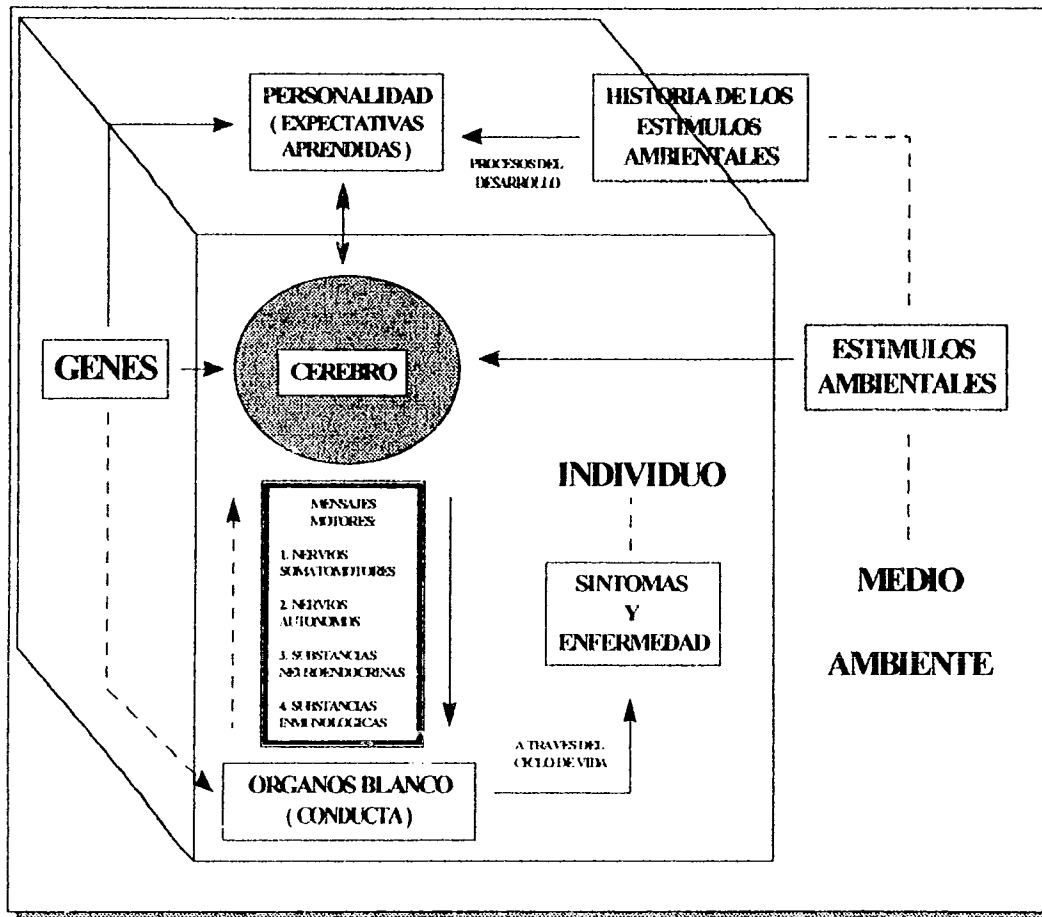 PERSONALIDAD
( EXPECTATIVAS
APRENDIDAS )
HISTORIA DE LOS
ESTIMULOS
AMBIENTALES
PROCESOS DEL
DESARROLLO
GENES
CEREBRO
ESTÍMULOS
AMBIENTALES
INDIVIDUO
MENSAJES
MOTORES:
1. NERVIOS
SOMATOMOTORES
2. NERVIOS
AUTONOMOS
3. SUBSTANCIAS
NEUROENDOCRINAS
4. SUBSTANCIAS
INMUNOLOGICAS
SINTOMAS
Y
ENFERMEDAD
MEDIO
AMBIENTE
A TRAVES DEL
CICLO DE VIDA
ORGANOS BLANCO
( CONDUCTA )